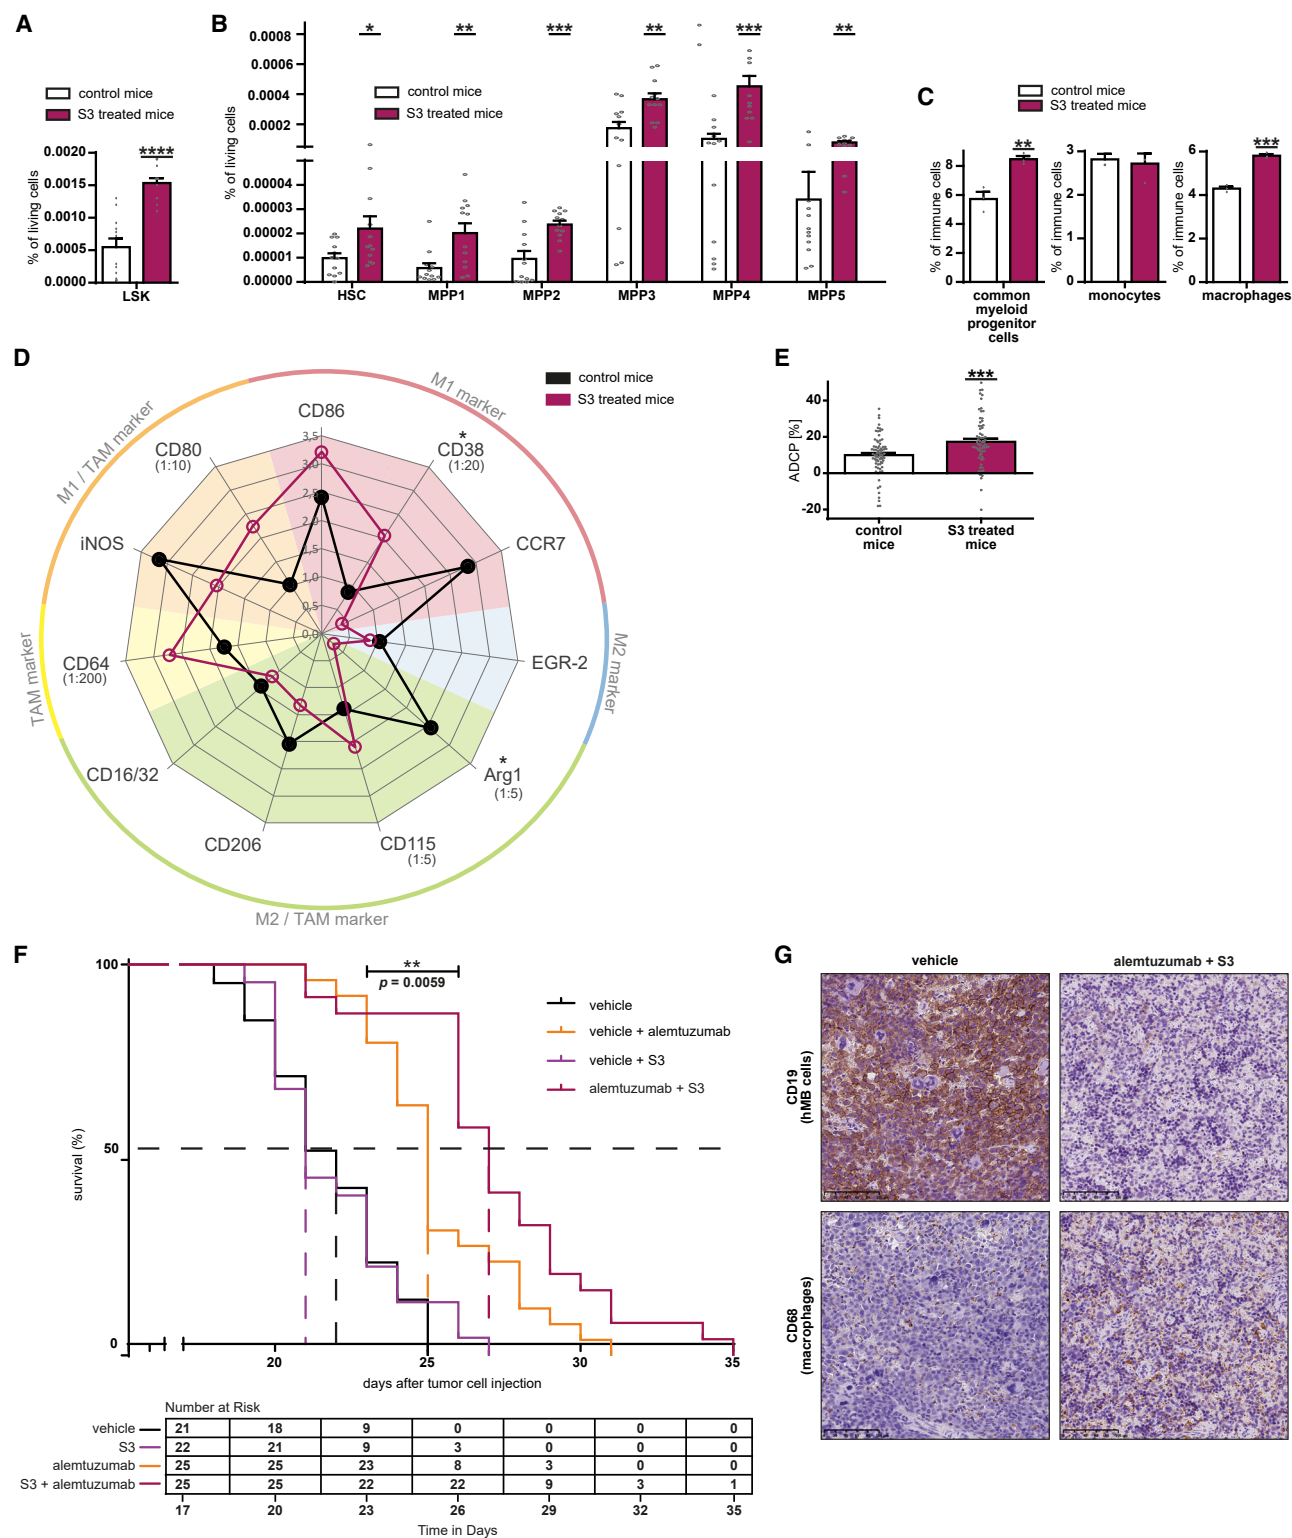 A
control mice
S3 treated mice
% of living cells
0.0020
0.0015
0.0010
0.0005
0.0000
****
LSK
B
control mice
S3 treated mice
% of living cells
0.0008
0.0006
0.0004
0.0002
0.00004
0.00003
0.00002
0.00001
0.00000
*
**
***
**
***
**
HSC
MPP1
MPP2
MPP3
MPP4
MPP5
C
control mice
S3 treated mice
% of immune cells
8
6
4
2
0
**
common
myeloid
progenitor
cells
% of immune cells
3
2
1
0
monocytes
% of immune cells
6
4
2
0
***
macrophages
D
control mice
S3 treated mice
M1 marker
M1 / TAM marker
TAM marker
M2 marker
M2 / TAM marker
CD86
*
CD38
(1:20)
CCR7
EGR-2
*
Arg1
(1:5)
CD115
(1:5)
CD206
CD16/32
CD64
(1:200)
iNOS
CD80
(1:10)
3,5
3,0
2,5
2,0
1,5
1,0
0,5
0,0
E
ADCP [%]
40
20
0
-20
***
control
mice
S3 treated
mice
F
survival (%)
100
50
0
**
p = 0.0059
vehicle
vehicle + alemtuzumab
vehicle + S3
alemtuzumab + S3
20
25
30
35
days after tumor cell injection
Number at Risk
vehicle 21 18 9 0 0 0 0
S3 22 21 9 3 0 0 0
alemtuzumab 25 25 23 8 3 0 0
S3 + alemtuzumab 25 25 22 22 9 3 1
17 20 23 26 29 32 35
Time in Days
G
vehicle
alemtuzumab + S3
CD19
(hMB cells)
CD68
(macrophages)